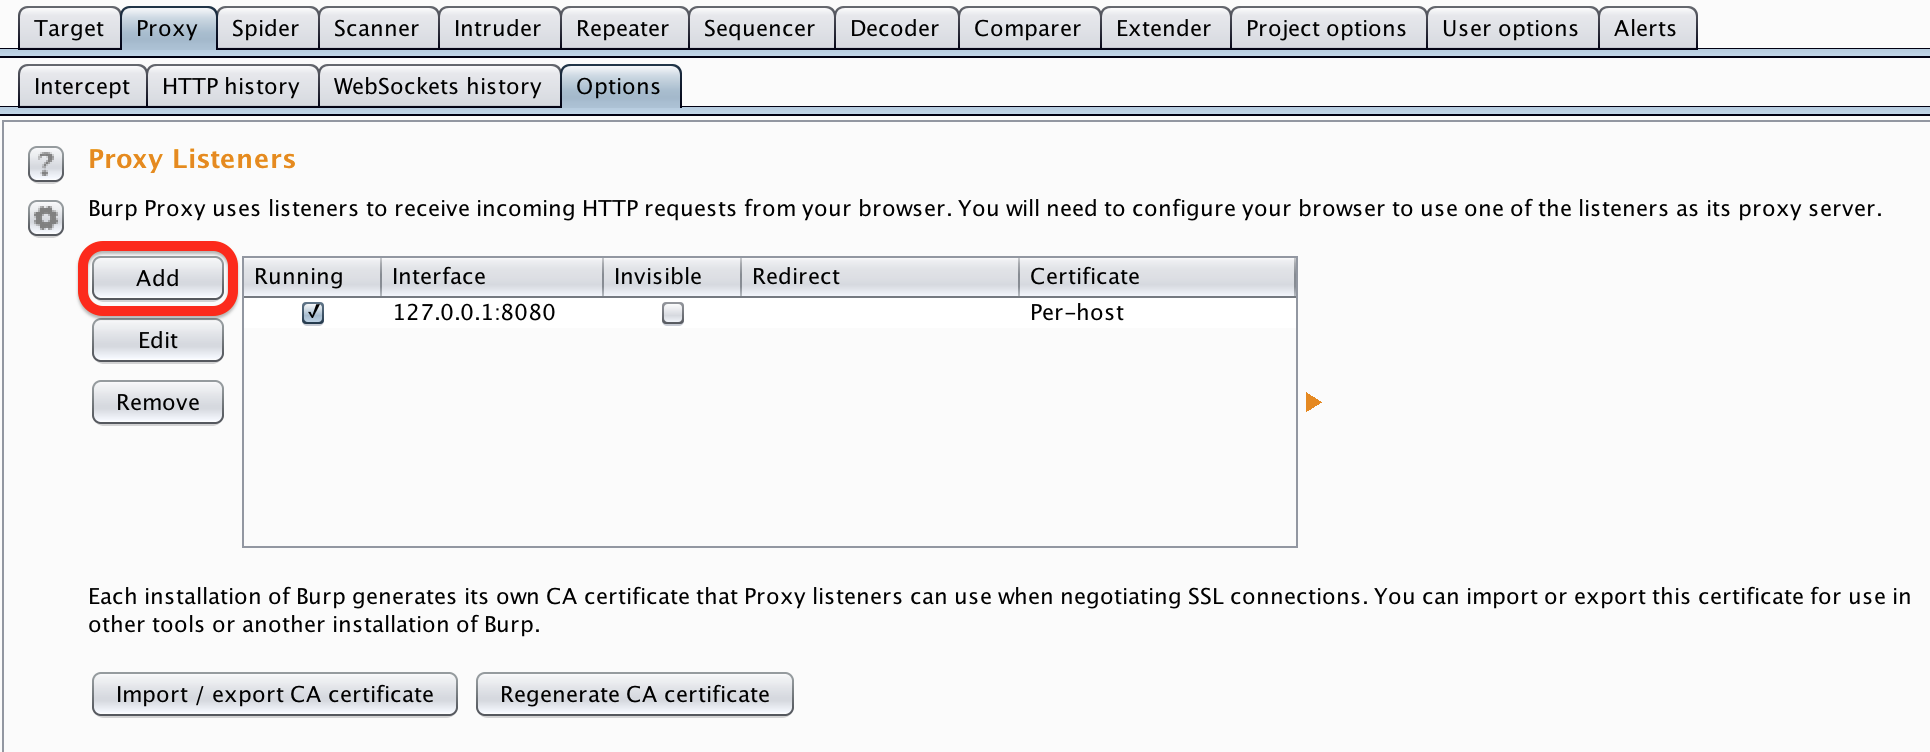 Target Proxy Spider Scanner Intruder Repeater Sequencer Decoder Comparer Extender Project options User options Alerts
Intercept HTTP history WebSockets history Options
? Proxy Listeners
Burp Proxy uses listeners to receive incoming HTTP requests from your browser. You will need to configure your browser to use one of the listeners as its proxy server.
Add Running Interface Invisible Redirect Certificate
127.0.0.1:8080 Per-host
Edit
Remove
Each installation of Burp generates its own CA certificate that Proxy listeners can use when negotiating SSL connections. You can import or export this certificate for use in
other tools or another installation of Burp.
Import / export CA certificate Regenerate CA certificate